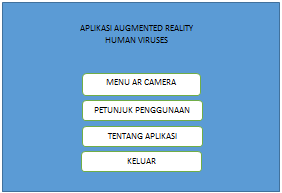 APLIKASI AUGMENTED REALITY
HUMAN VIRUSES
MENU AR CAMERA
PETUNJUK PENGGUNAAN
TENTANG APLIKASI
KELUAR